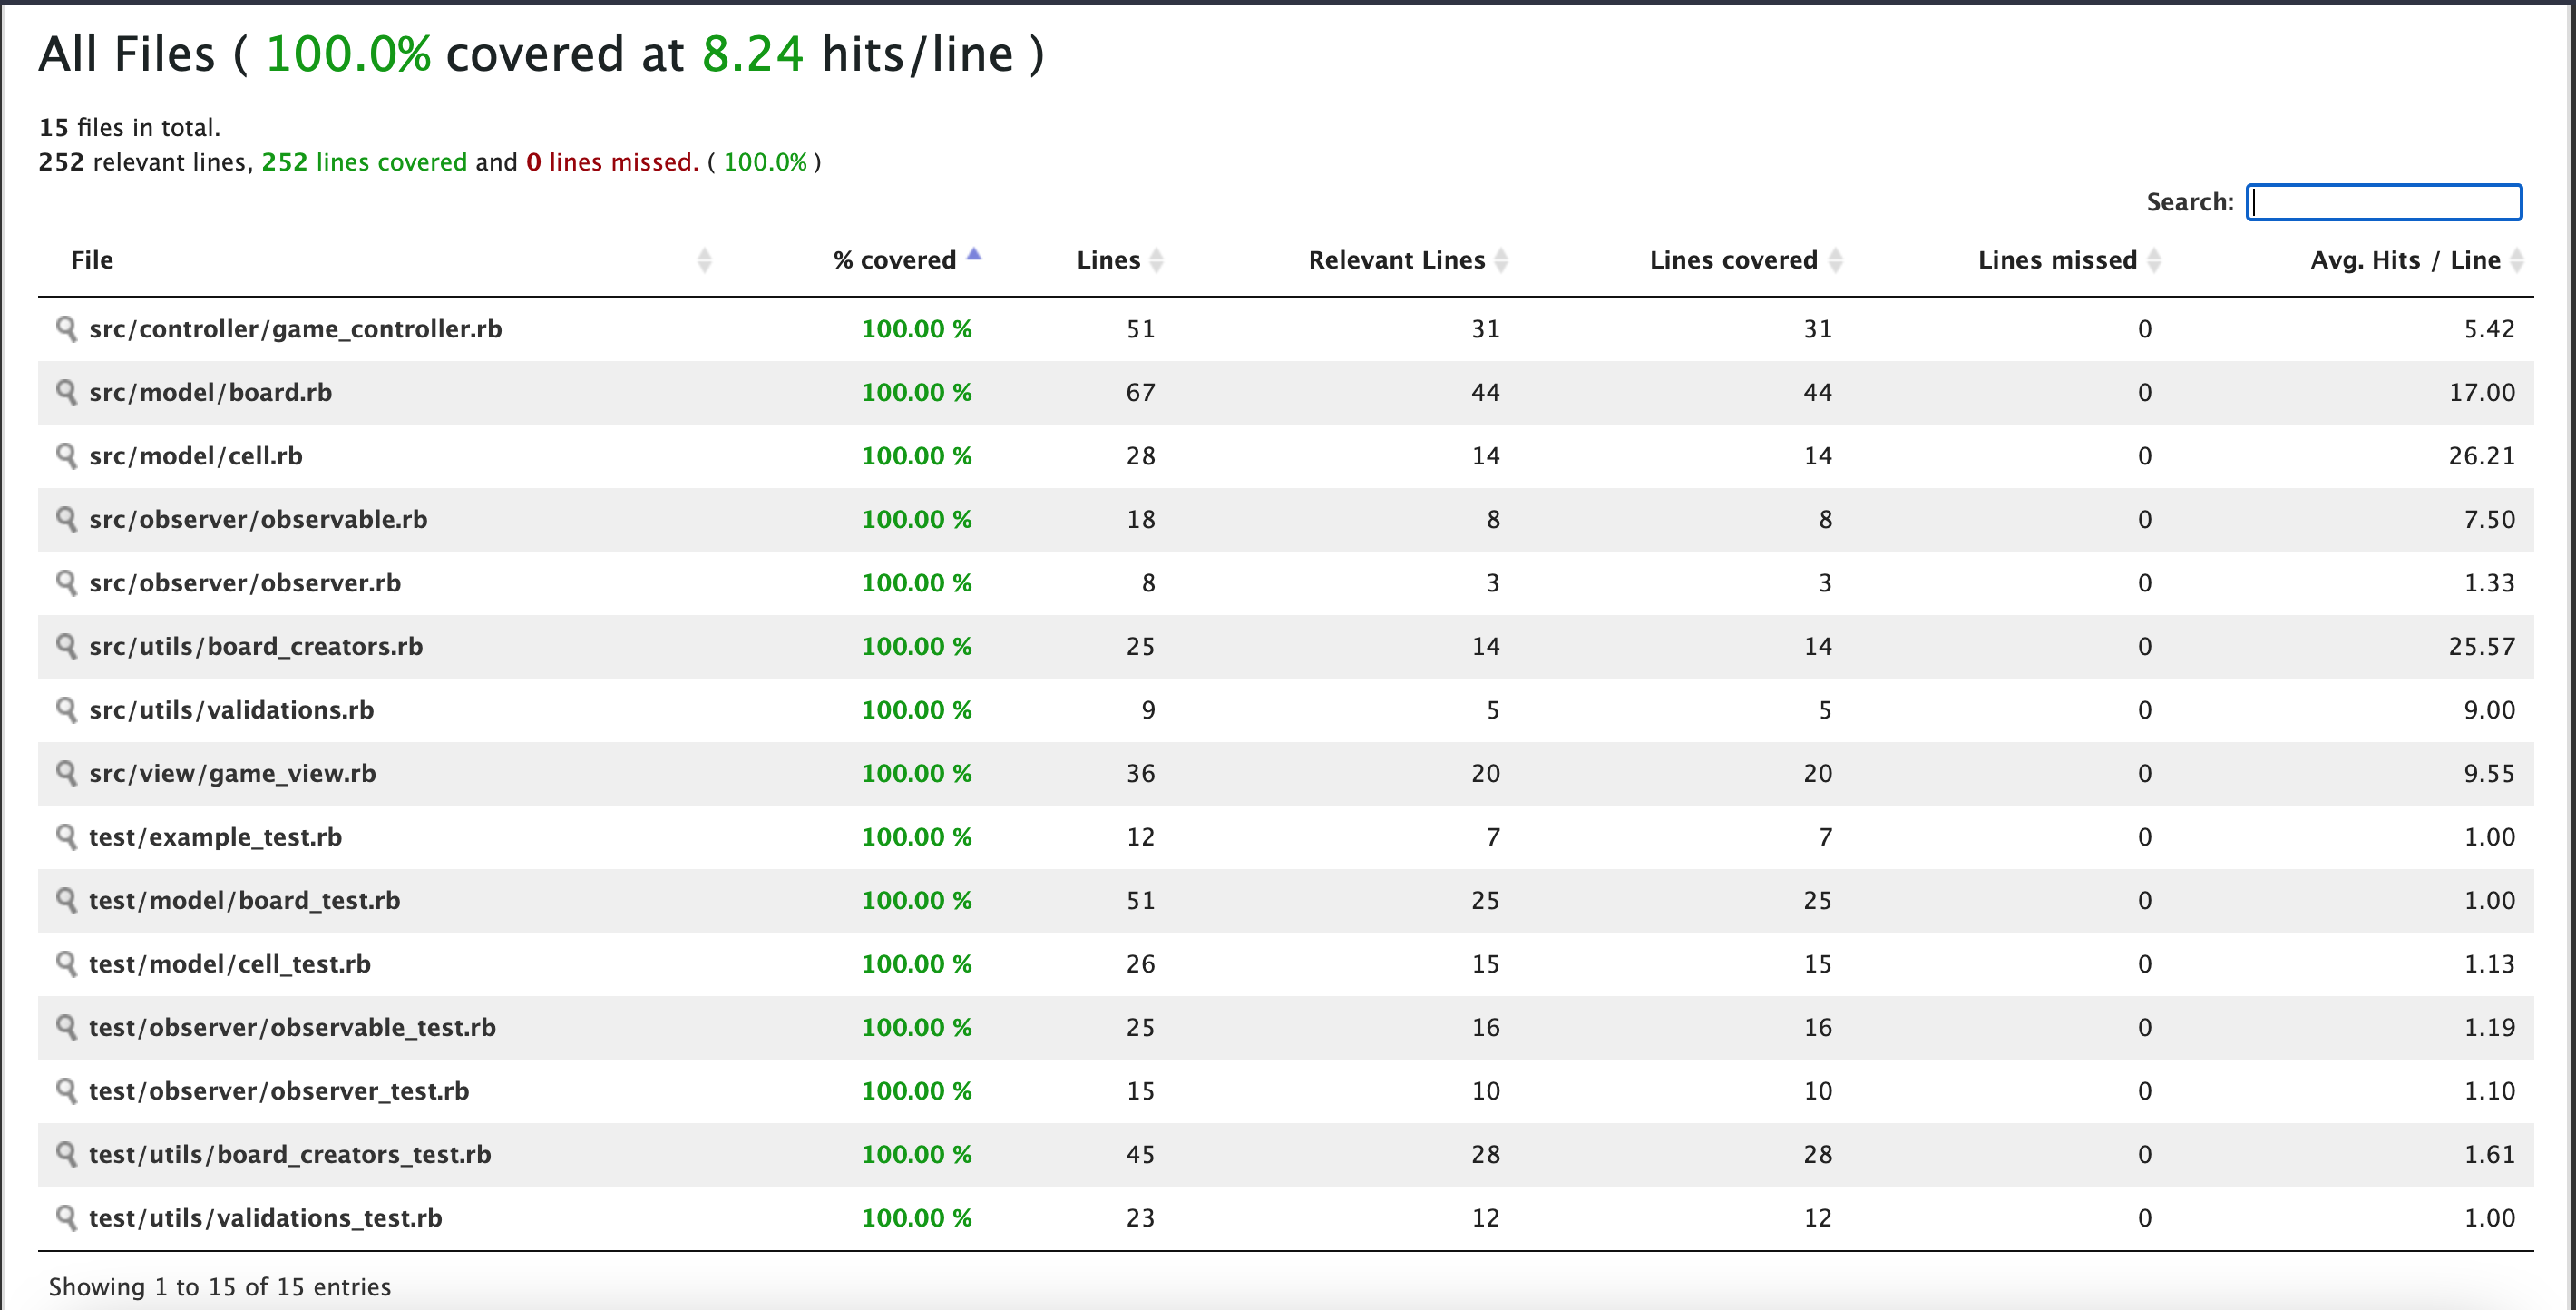 All Files ( 100.0% covered at 8.24 hits/line )
15 files in total.
252 relevant lines, 252 lines covered and 0 lines missed. ( 100.0% )
Search:
File % covered Lines Relevant Lines Lines covered Lines missed Avg. Hits / Line
src/controller/game_controller.rb 100.00 % 51 31 31 0 5.42
src/model/board.rb 100.00 % 67 44 44 0 17.00
src/model/cell.rb 100.00 % 28 14 14 0 26.21
src/observer/observable.rb 100.00 % 18 8 8 0 7.50
src/observer/observer.rb 100.00 % 8 3 3 0 1.33
src/utils/board_creators.rb 100.00 % 25 14 14 0 25.57
src/utils/validations.rb 100.00 % 9 5 5 0 9.00
src/view/game_view.rb 100.00 % 36 20 20 0 9.55
test/example_test.rb 100.00 % 12 7 7 0 1.00
test/model/board_test.rb 100.00 % 51 25 25 0 1.00
test/model/cell_test.rb 100.00 % 26 15 15 0 1.13
test/observer/observable_test.rb 100.00 % 25 16 16 0 1.19
test/observer/observer_test.rb 100.00 % 15 10 10 0 1.10
test/utils/board_creators_test.rb 100.00 % 45 28 28 0 1.61
test/utils/validations_test.rb 100.00 % 23 12 12 0 1.00
Showing 1 to 15 of 15 entries